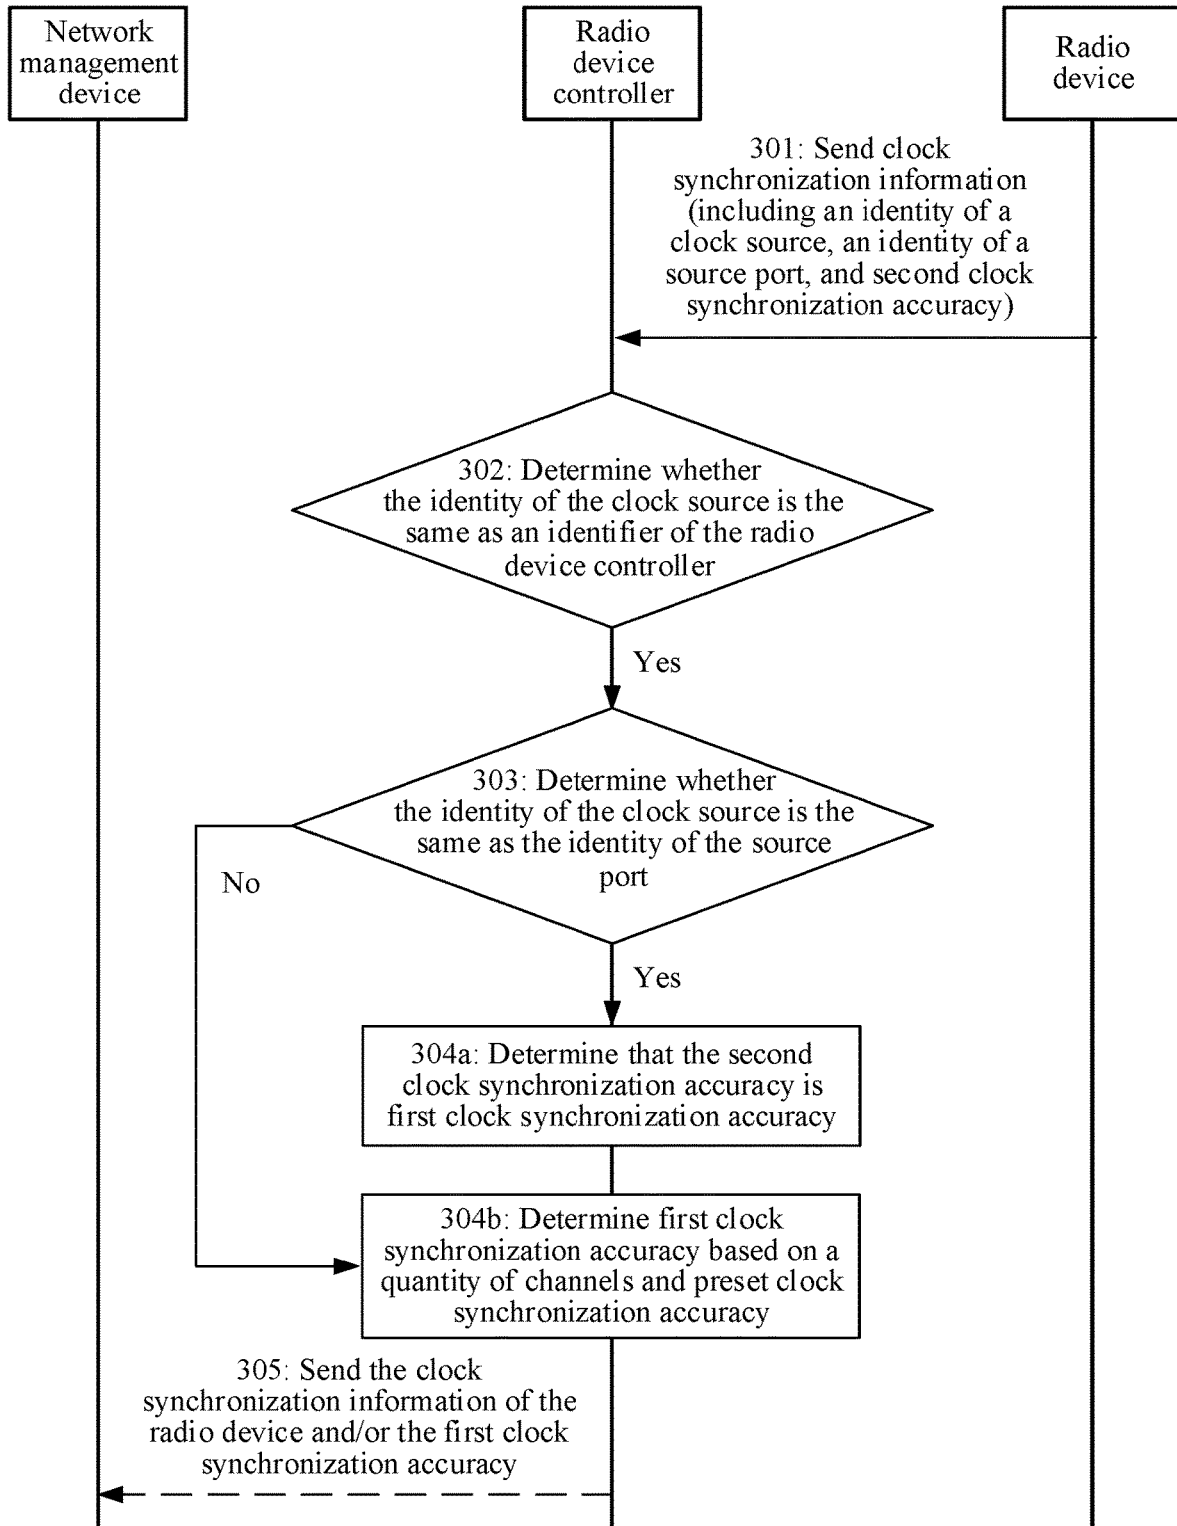 Network
management
device
Radio
device
controller
Radio
device
301: Send clock
synchronization information
(including an identity of a
clock source, an identity of a
source port, and second clock
synchronization accuracy)
302: Determine whether
the identity of the clock source is the
same as an identifier of the radio
device controller
Yes
303: Determine whether
the identity of the clock source is the
same as the identity of the source
port
No
Yes
304a: Determine that the second
clock synchronization accuracy is
first clock synchronization accuracy
304b: Determine first clock
synchronization accuracy based on a
quantity of channels and preset clock
synchronization accuracy
305: Send the clock
synchronization information of the
radio device and/or the first clock
synchronization accuracy